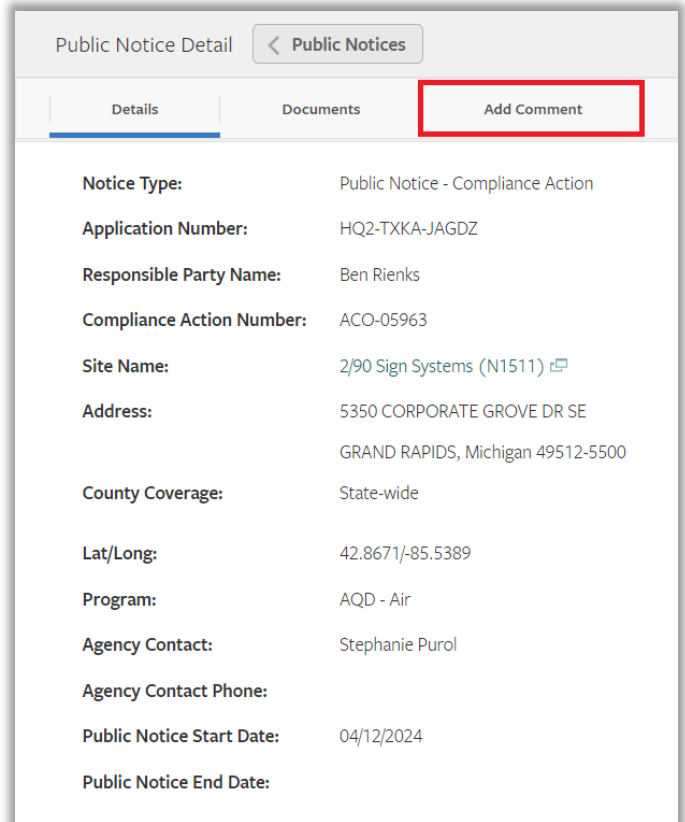 Public Notice Detail Public Notices
Details Documents Add Comment
Notice Type: Public Notice - Compliance Action
Application Number: HQ2-TXKA-JAGDZ
Responsible Party Name: Ben Rienks
Compliance Action Number: ACO-05963
Site Name: 2/90 Sign Systems (N1511)
Address: 5350 CORPORATE GROVE DR SE
GRAND RAPIDS, Michigan 49512-5500
County Coverage: State-wide
Lat/Long: 42.8671/-85.5389
Program: AQD - Air
Agency Contact: Stephanie Purol
Agency Contact Phone:
Public Notice Start Date: 04/12/2024
Public Notice End Date: